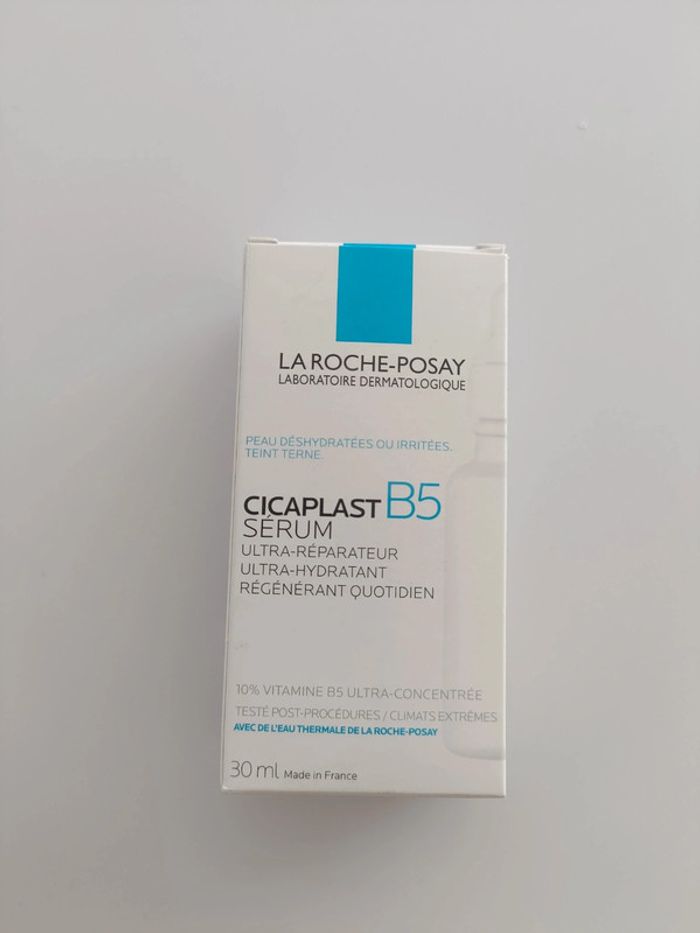 LA ROCHE-POSAY
LABORATOIRE DERMATOLOGIQUE
PEAU DÉSHYDRATÉES OU IRRITÉES.
TEINT TERNE.
CICAPLAST B5
SÉRUM
ULTRA-RÉPARATEUR
ULTRA-HYDRATANT
RÉGÉNÉRANT QUOTIDIEN
10% VITAMINE B5 ULTRA-CONCENTRÉE
TESTÉ POST-PROCÉDURES / CLIMATS EXTRÊMES
AVEC DE L'EAU THERMALE DE LA ROCHE-POSAY
30 ml Made in France